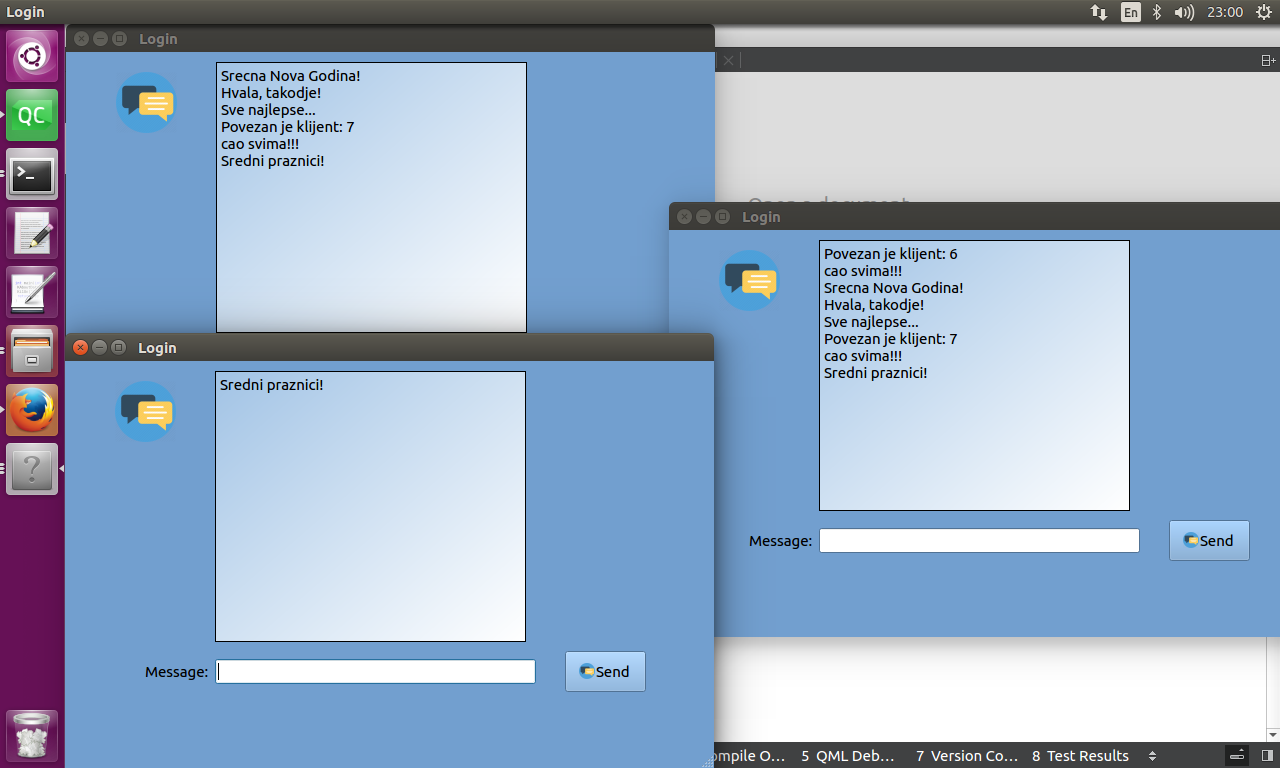 Login
En
23:00
QC
Login
Srecna Nova Godina!
Hvala, takodje!
Sve najlepse...
Povezan je klijent: 7
cao svima!!!
Sredni praznici!
Login
Povezan je klijent: 6
cao svima!!!
Srecna Nova Godina!
Hvala, takodje!
Sve najlepse...
Povezan je klijent: 7
cao svima!!!
Sredni praznici!
Message:
Send
Login
Sredni praznici!
Message:
Send
5 QML Deb...
7 Version Co...
8 Test Results